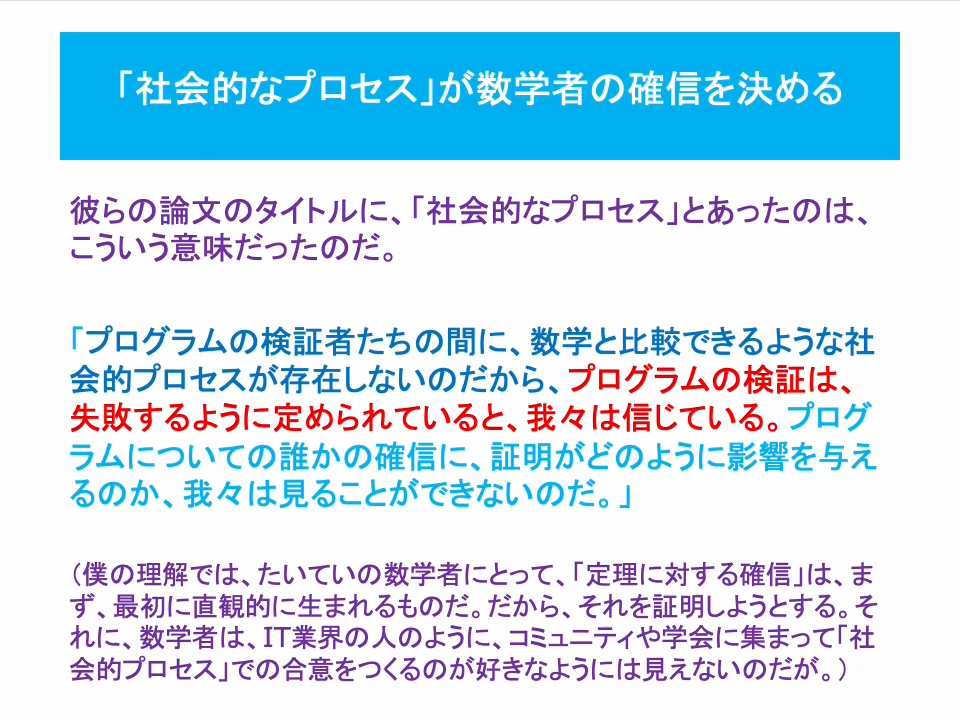 「社会的なプロセス」が数学者の確信を決める
彼らの論文のタイトルに、「社会的なプロセス」とあったのは、
こういう意味だったのだ。
「プログラムの検証者たちの間に、数学と比較できるような社
会的プロセスが存在しないのだから、プログラムの検証は、
失敗するように定められていると、我々は信じている。プログ
ラムについての誰かの確信に、証明がどのように影響を与え
るのか、我々は見ることができないのだ。」
（僕の理解では、たいていの数学者にとって、「定理に対する確信」は、ま
ず、最初に直観的に生まれるものだ。だから、それを証明しようとする。そ
れに、数学者は、IT業界の人のように、コミュニティや学会に集まって「社
会的プロセス」での合意をつくるのが好きなようには見えないのだが。）